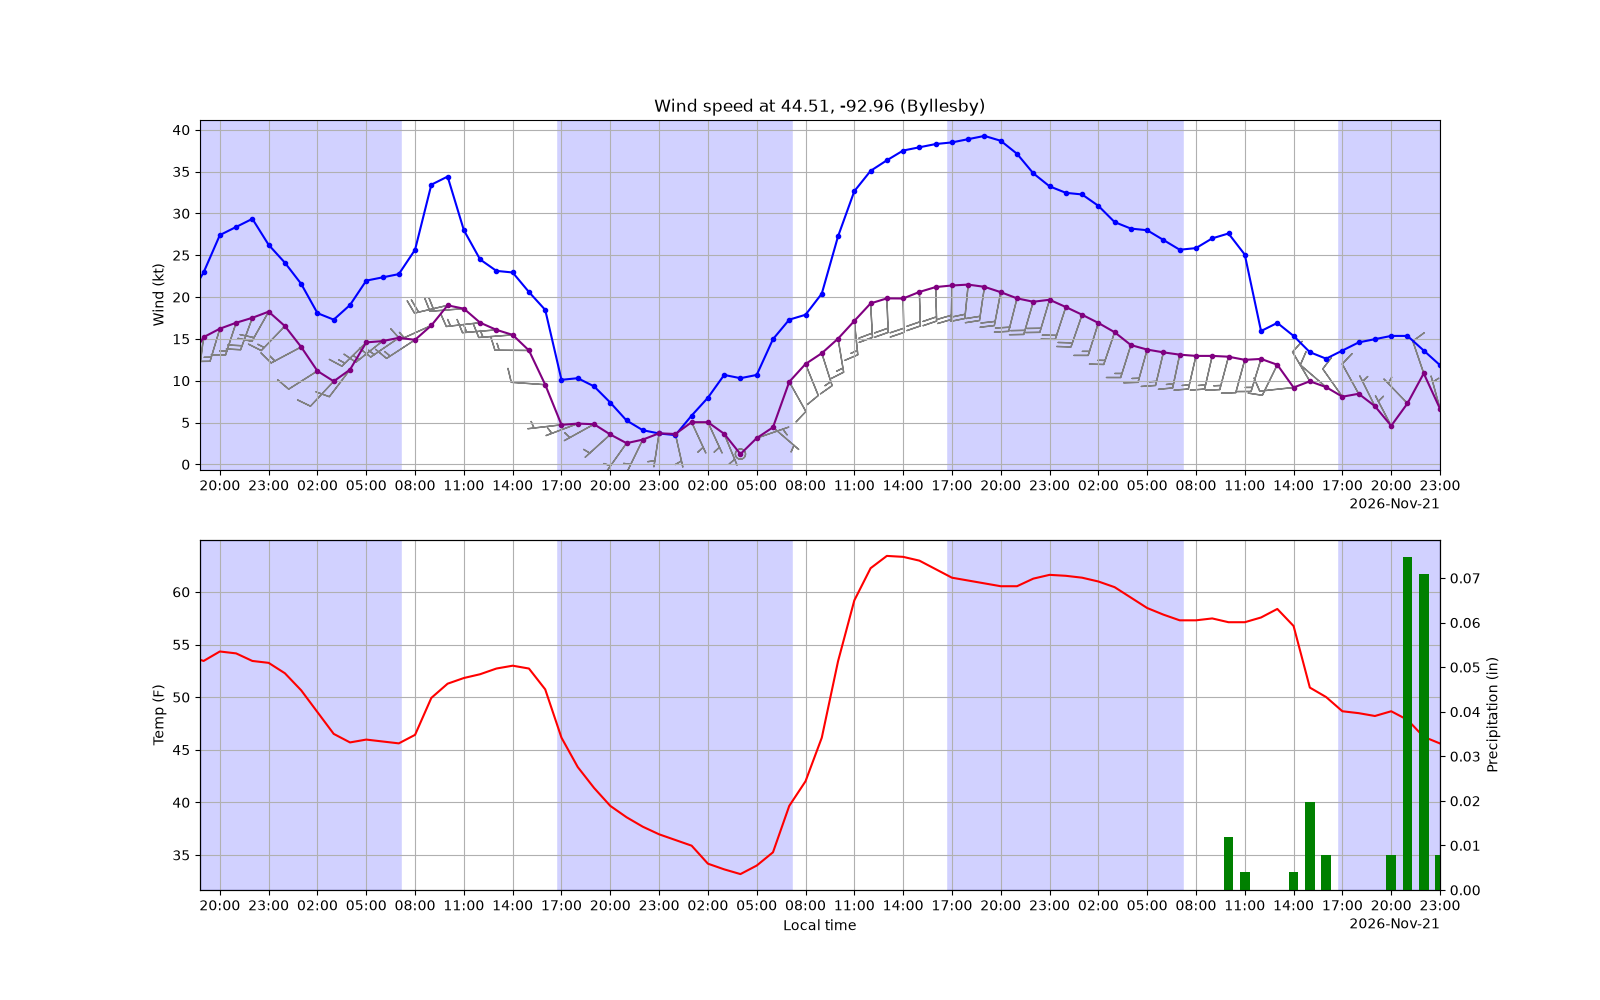 Wind speed at 44.51, -92.96 (Byllesby)
40
35
30
25
20
15
10
5
0
Wind (kt)
20:00 23:00 02:00 05:00 08:00 11:00 14:00 17:00 20:00 23:00 02:00 05:00 08:00 11:00 14:00 17:00 20:00 23:00 02:00 05:00 08:00 11:00 14:00 17:00 20:00 23:00
2026-Nov-21
60
55
50
45
40
35
Temp (F)
0.07
0.06
0.05
0.04
0.03
0.02
0.01
0.00
Precipitation (in)
20:00 23:00 02:00 05:00 08:00 11:00 14:00 17:00 20:00 23:00 02:00 05:00 08:00 11:00 14:00 17:00 20:00 23:00 02:00 05:00 08:00 11:00 14:00 17:00 20:00 23:00
Local time
2026-Nov-21